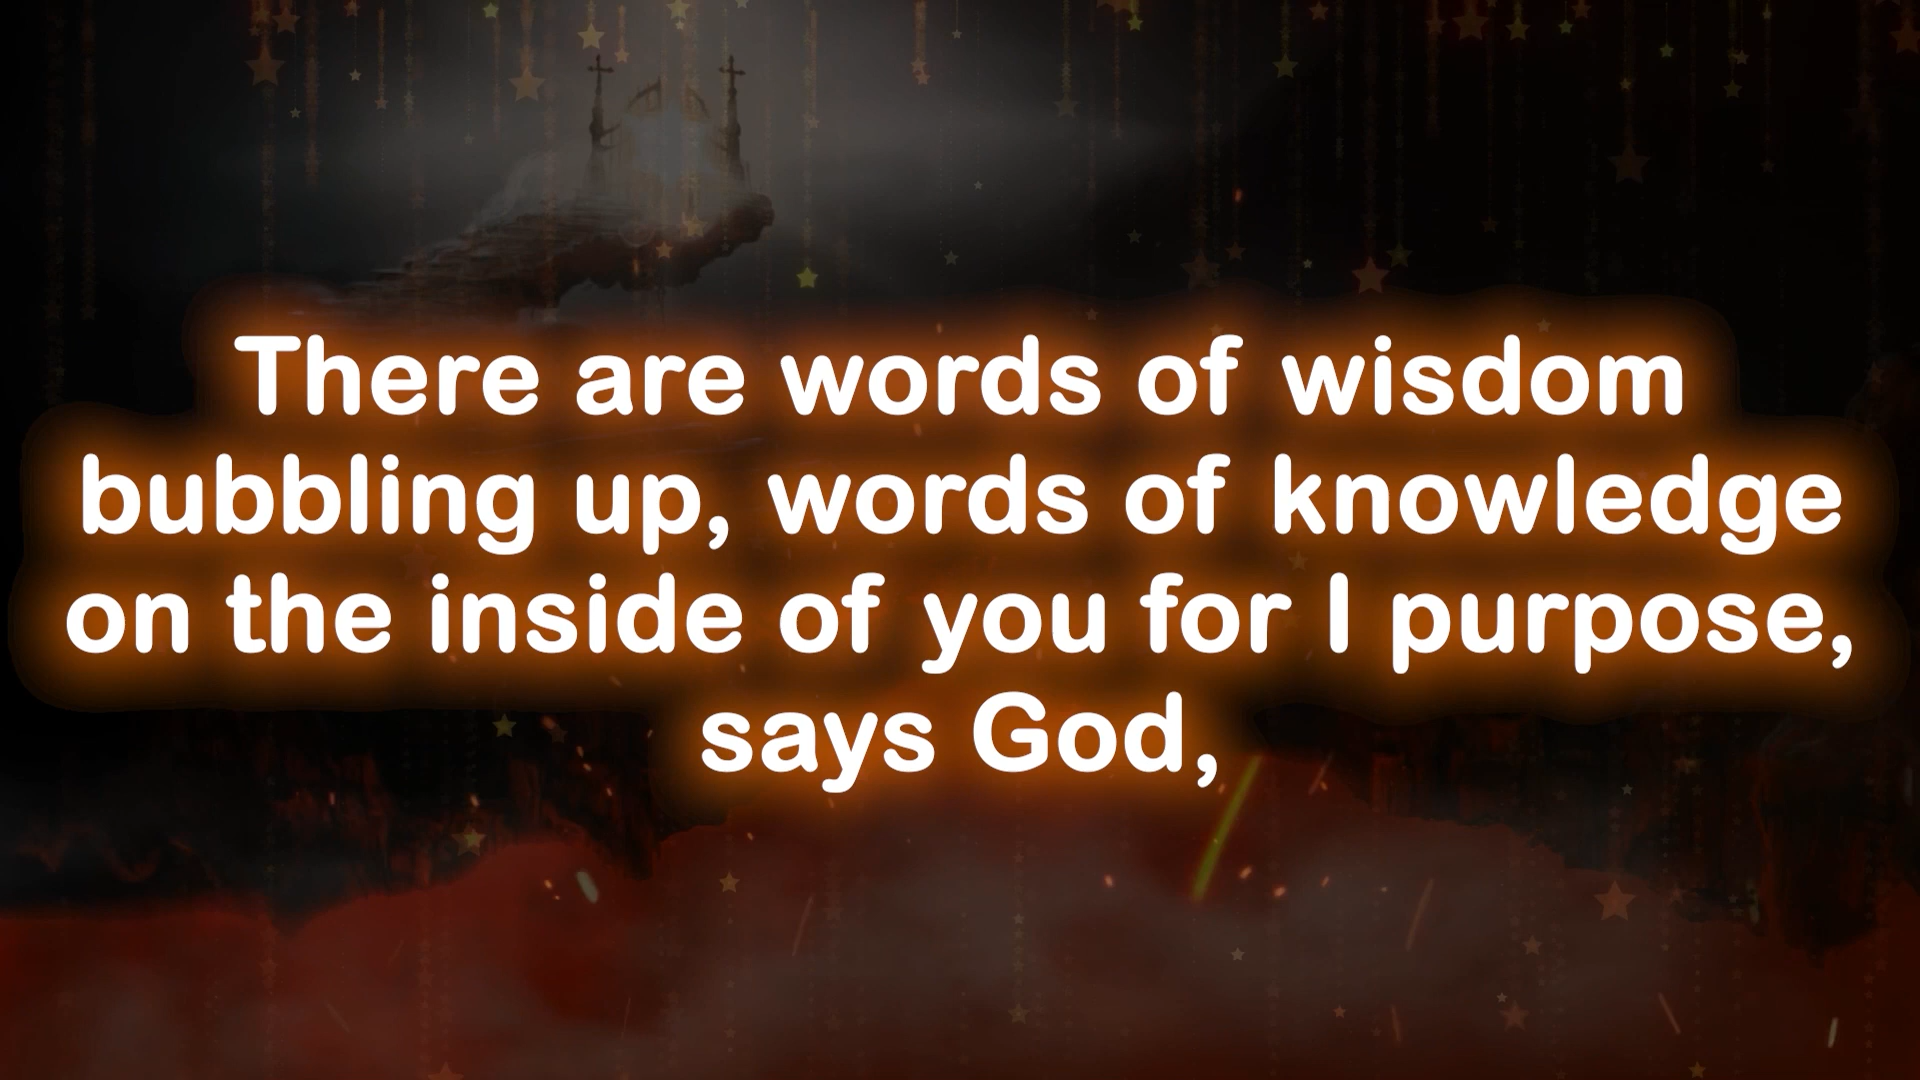 There are words of wisdom
bubbling up, words of knowledge
on the inside of you for I purpose,
says God,